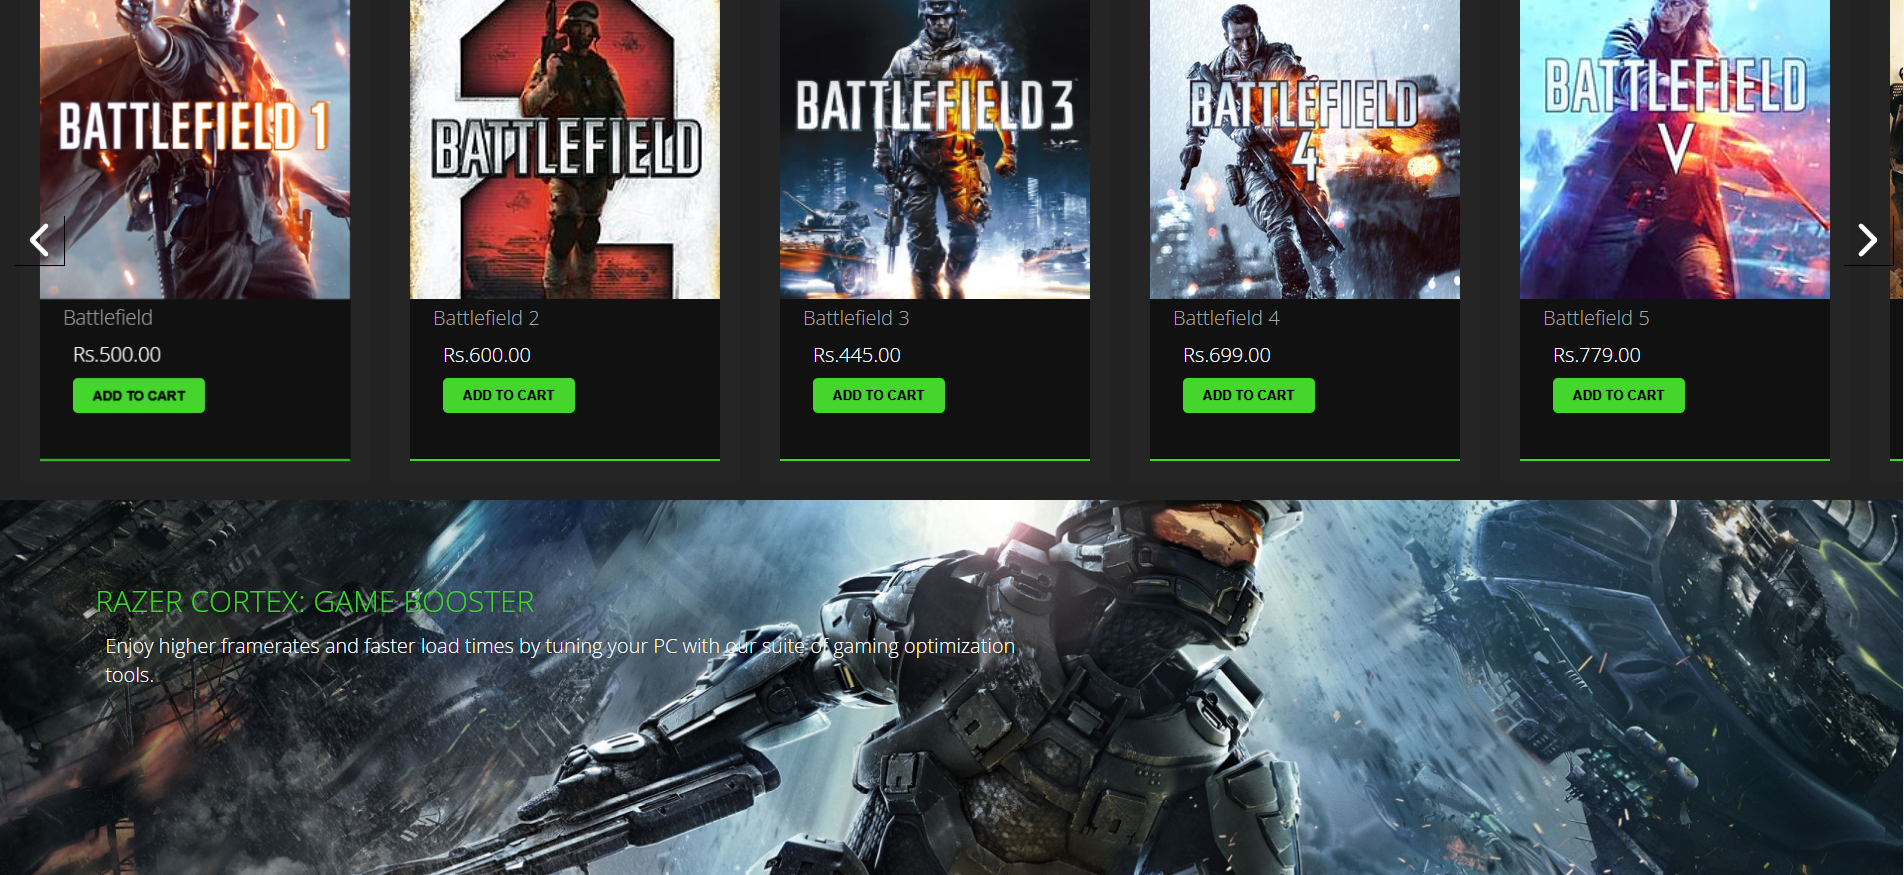 BATTLEFIELD 1
BATTLEFIELD
2
BATTLEFIELD 3
BATTLEFIELD
4
BATTLEFIELD
V
Battlefield
Battlefield 2
Battlefield 3
Battlefield 4
Battlefield 5
Rs.500.00
Rs.600.00
Rs.445.00
Rs.699.00
Rs.779.00
ADD TO CART
ADD TO CART
ADD TO CART
ADD TO CART
ADD TO CART
RAZER CORTEX: GAME BOOSTER
Enjoy higher framerates and faster load times by tuning your PC with our suite of gaming optimization
tools.